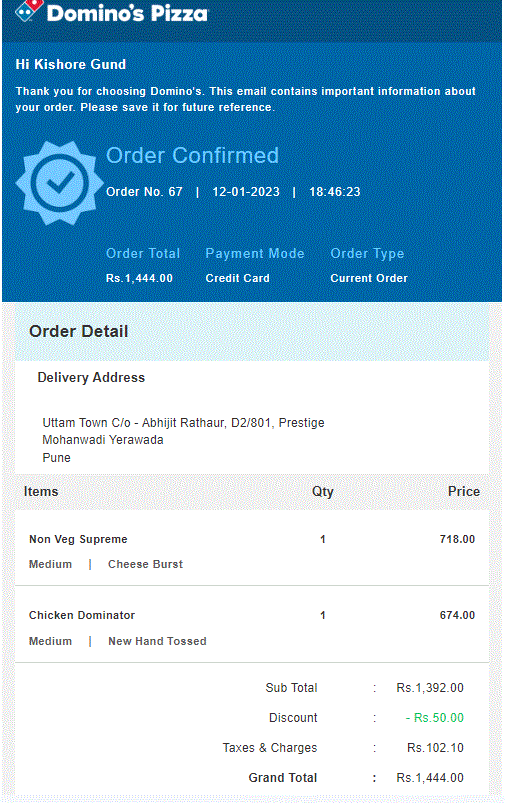 Domino's Pizza
Hi Kishore Gund
Thank you for choosing Domino's. This email contains important information about
your order. Please save it for future reference.
Order Confirmed
Order No. 67 | 12-01-2023 | 18:46:23
Order Total Payment Mode Order Type
Rs.1,444.00 Credit Card Current Order
Order Detail
Delivery Address
Uttam Town C/o - Abhijit Rathaur, D2/801, Prestige
Mohanwadi Yerawada
Pune
Items Qty Price
Non Veg Supreme 1 718.00
Medium | Cheese Burst
Chicken Dominator 1 674.00
Medium | New Hand Tossed
Sub Total : Rs.1,392.00
Discount : - Rs.50.00
Taxes & Charges : Rs.102.10
Grand Total : Rs.1,444.00